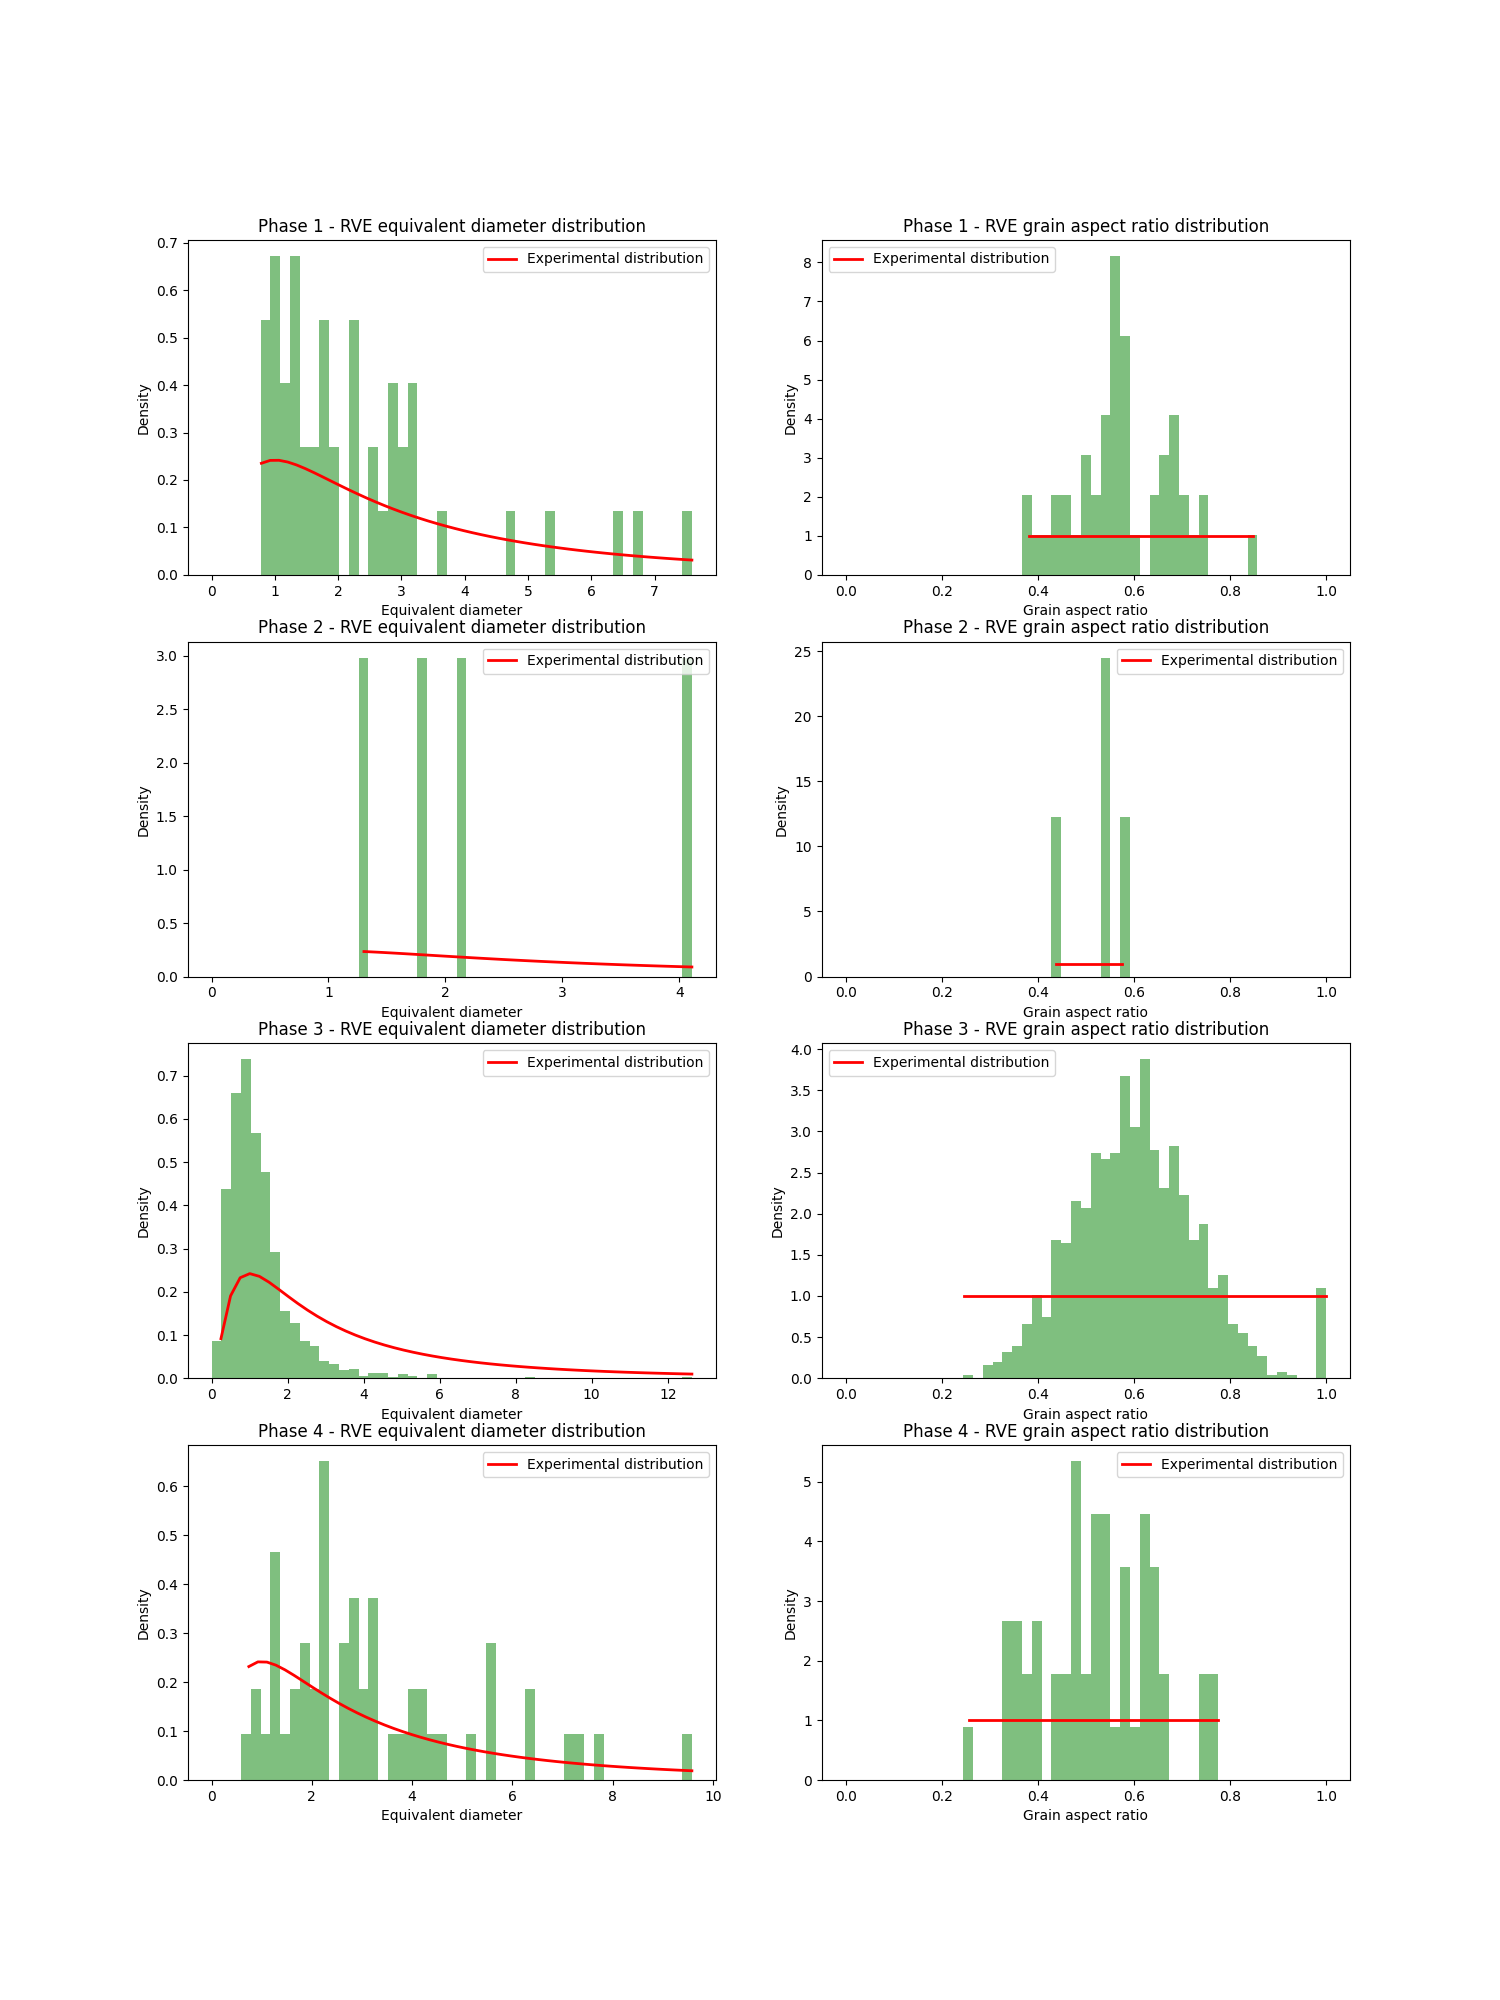 Phase 1 - RVE equivalent diameter distribution
Experimental distribution
0.7
0.6
0.5
0.4
0.3
0.2
0.1
0.0
Density
0 1 2 3 4 5 6 7
Equivalent diameter
Phase 1 - RVE grain aspect ratio distribution
Experimental distribution
8
7
6
5
4
3
2
1
0
Density
0.0 0.2 0.4 0.6 0.8 1.0
Grain aspect ratio
Phase 2 - RVE equivalent diameter distribution
Experimental distribution
3.0
2.5
2.0
1.5
1.0
0.5
0.0
Density
0 1 2 3 4
Equivalent diameter
Phase 2 - RVE grain aspect ratio distribution
Experimental distribution
25
20
15
10
5
0
Density
0.0 0.2 0.4 0.6 0.8 1.0
Grain aspect ratio
Phase 3 - RVE equivalent diameter distribution
Experimental distribution
0.7
0.6
0.5
0.4
0.3
0.2
0.1
0.0
Density
0 2 4 6 8 10 12
Equivalent diameter
Phase 3 - RVE grain aspect ratio distribution
Experimental distribution
4.0
3.5
3.0
2.5
2.0
1.5
1.0
0.5
0.0
Density
0.0 0.2 0.4 0.6 0.8 1.0
Grain aspect ratio
Phase 4 - RVE equivalent diameter distribution
Experimental distribution
0.6
0.5
0.4
0.3
0.2
0.1
0.0
Density
0 2 4 6 8 10
Equivalent diameter
Phase 4 - RVE grain aspect ratio distribution
Experimental distribution
5
4
3
2
1
0
Density
0.0 0.2 0.4 0.6 0.8 1.0
Grain aspect ratio